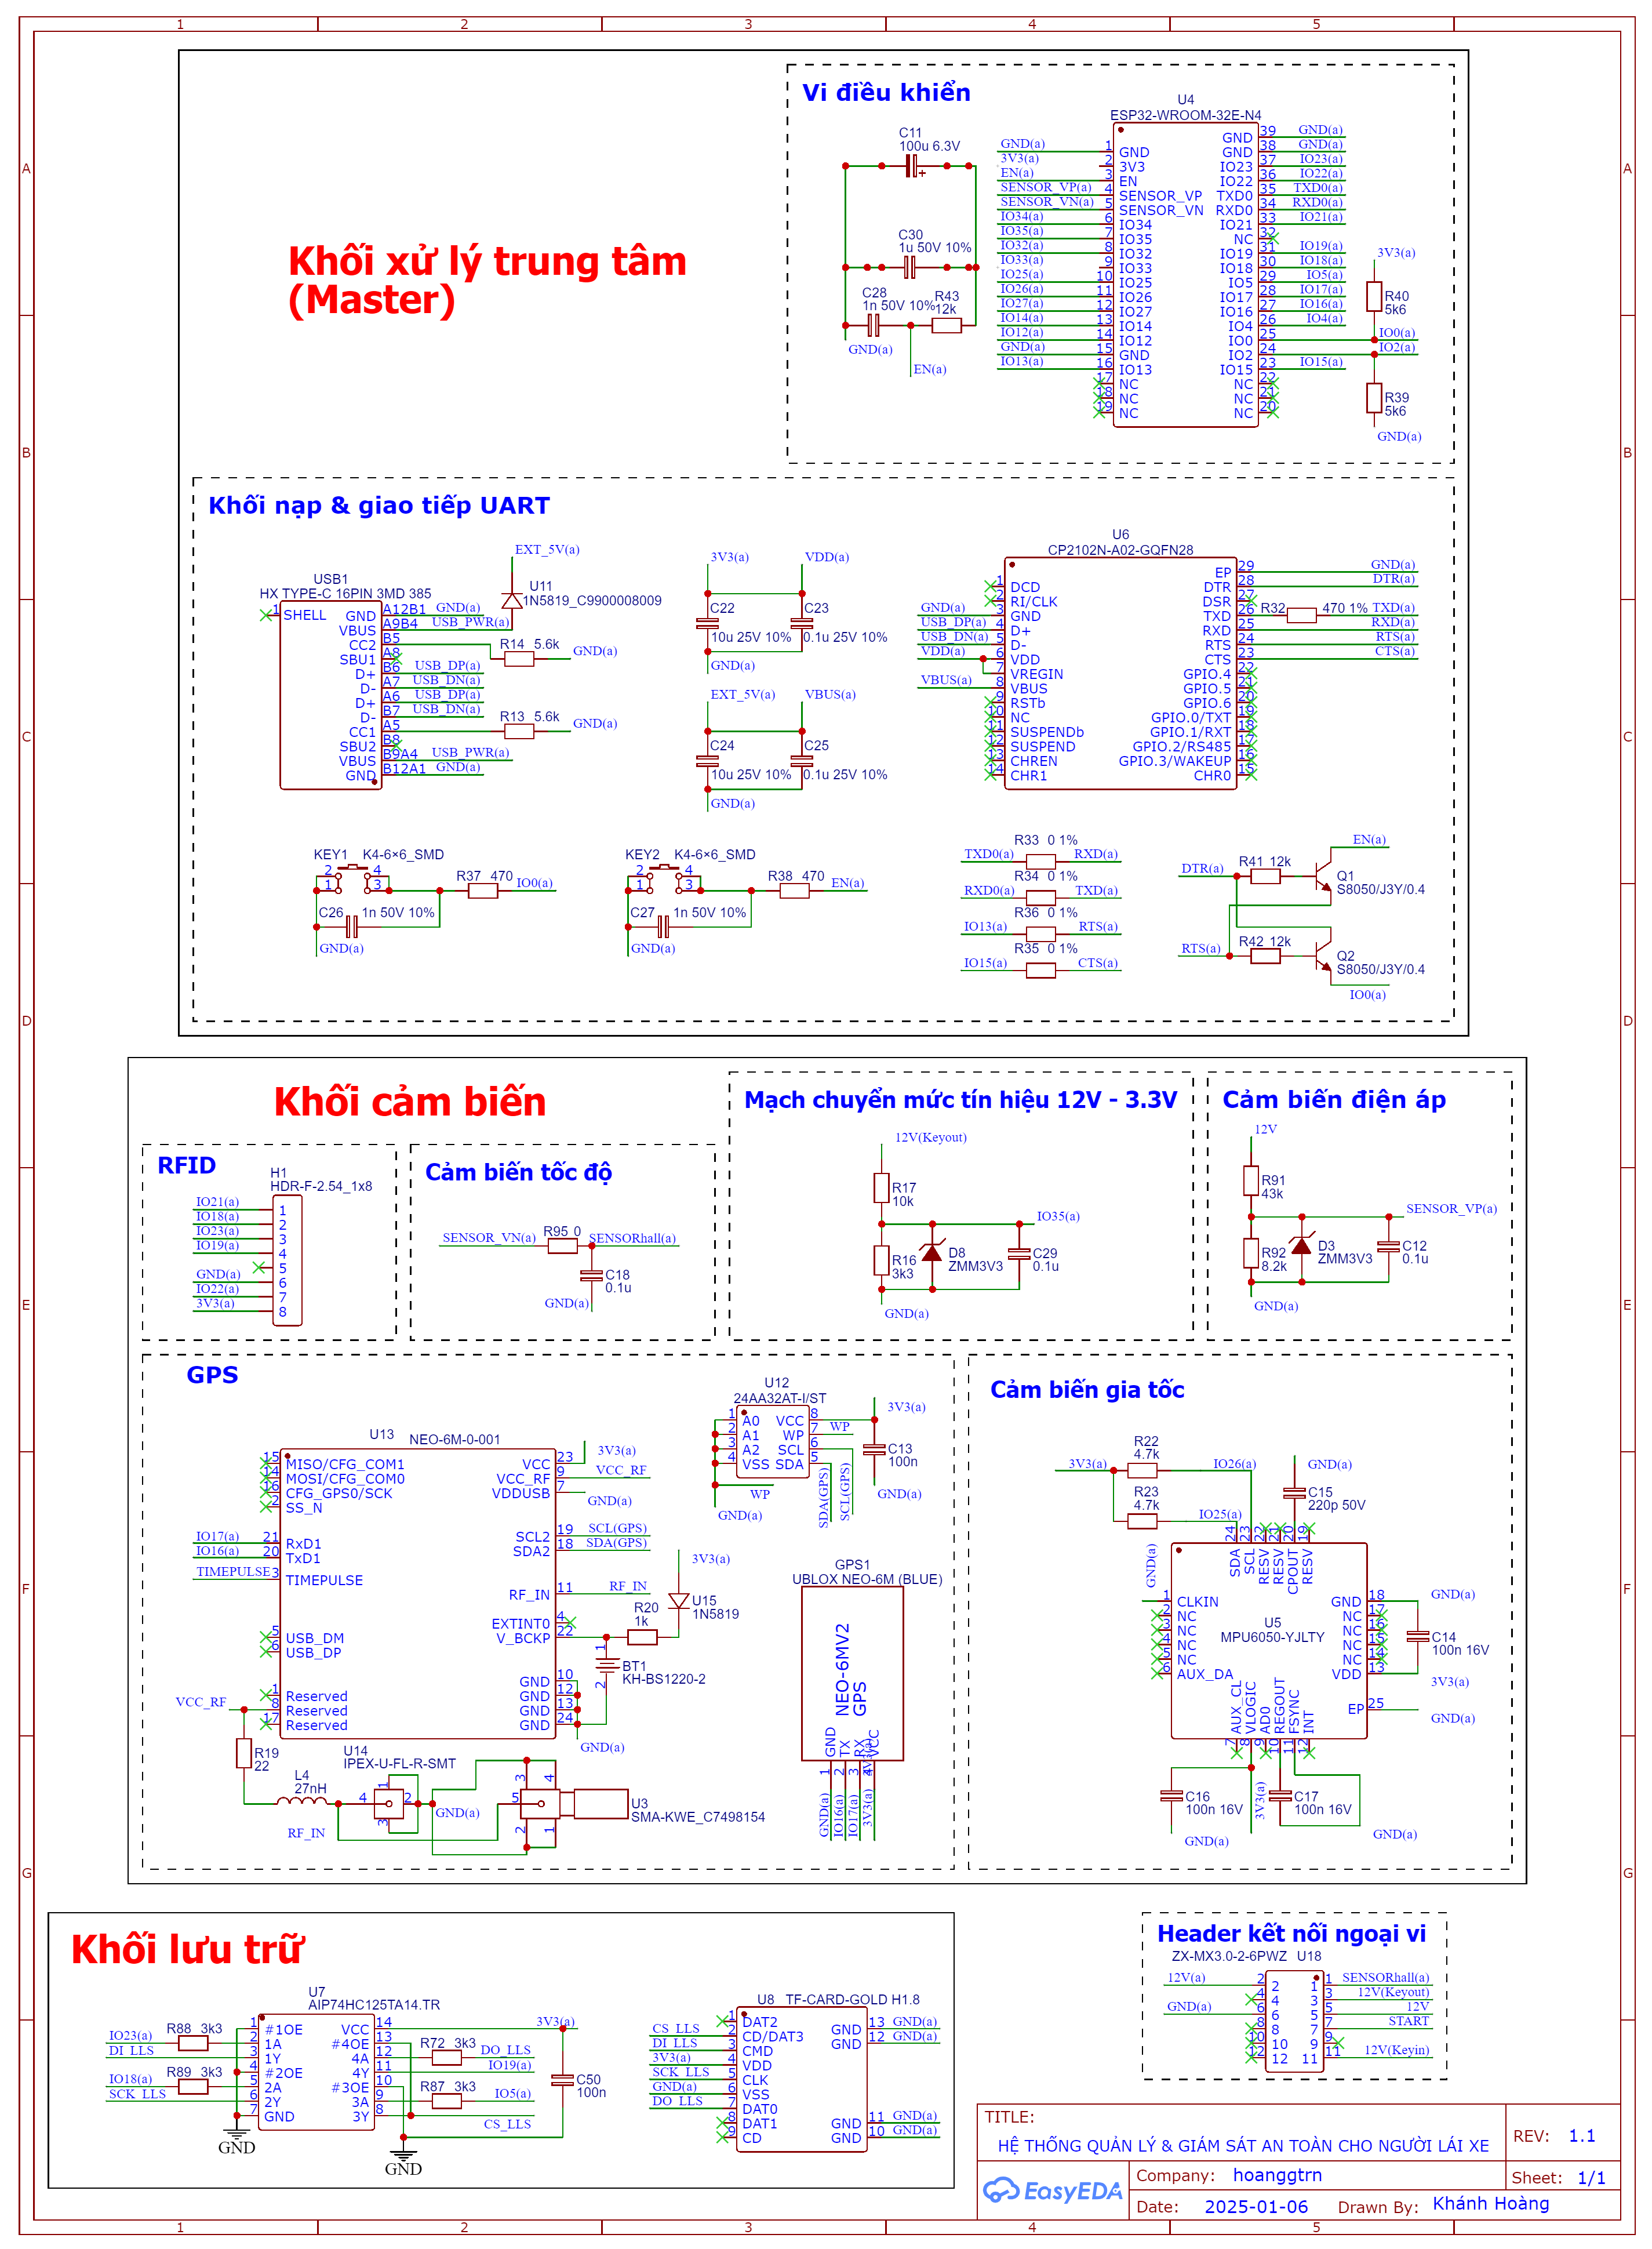 1 2 3 4 5
A
B
C
D
E
F
G
Khối xử lý trung tâm
(Master)
Vi điều khiển
C11
100u 6.3V
C30
1u 50V 10%
C28
1n 50V 10%
R43
12k
GND(a)
EN(a)
U4
ESP32-WROOM-32E-N4
GND(a) 1 GND
3V3(a) 2 3V3
EN(a) 3 EN
SENSOR_VP(a) 4 SENSOR_VP
SENSOR_VN(a) 5 SENSOR_VN
IO34(a) 6 IO34
IO35(a) 7 IO35
IO32(a) 8 IO32
IO33(a) 9 IO33
IO25(a) 10 IO25
IO26(a) 11 IO26
IO27(a) 12 IO27
IO14(a) 13 IO14
IO12(a) 14 IO12
GND(a) 15 GND
IO13(a) 16 IO13
17 NC
18 NC
19 NC
GND 39 GND(a)
GND 38 GND(a)
IO23 37 IO23(a)
IO22 36 IO22(a)
TXD0 35 TXD0(a)
RXD0 34 RXD0(a)
IO21 33 IO21(a)
NC 32
IO19 31 IO19(a)
IO18 30 IO18(a)
IO5 29 IO5(a)
IO17 28 IO17(a)
IO16 27 IO16(a)
IO4 26 IO4(a)
IO0 25 IO0(a)
IO2 24 IO2(a)
IO15 23 IO15(a)
NC 22
NC 21
NC 20
3V3(a)
R40
5k6
R39
5k6
GND(a)
Khối nạp & giao tiếp UART
USB1
HX TYPE-C 16PIN 3MD 385
1 SHELL
GND A12B1 GND(a)
VBUS A9B4 USB_PWR(a)
CC2 B5
SBU1 A8
D+ B6 USB_DP(a)
D- A7 USB_DN(a)
D+ A6 USB_DP(a)
D- B7 USB_DN(a)
CC1 A5
SBU2 B8
VBUS B9A4 USB_PWR(a)
GND B12A1 GND(a)
EXT_5V(a)
U11
1N5819_C9900008009
R14 5.6k GND(a)
R13 5.6k GND(a)
3V3(a) VDD(a)
C22
10u 25V 10%
C23
0.1u 25V 10%
GND(a)
EXT_5V(a) VBUS(a)
C24
10u 25V 10%
C25
0.1u 25V 10%
GND(a)
U6
CP2102N-A02-GQFN28
1 DCD
2 RI/CLK
GND(a) 3 GND
USB_DP(a) 4 D+
USB_DN(a) 5 D-
VDD(a) 6 VDD
7 VREGIN
VBUS(a) 8 VBUS
9 RSTb
10 NC
11 SUSPENDb
12 SUSPEND
13 CHREN
14 CHR1
EP 29 GND(a)
DTR 28 DTR(a)
DSR 27
TXD 26 R32 470 1% TXD(a)
RXD 25 RXD(a)
RTS 24 RTS(a)
CTS 23 CTS(a)
GPIO.4 22
GPIO.5 21
GPIO.6 20
GPIO.0/TXT 19
GPIO.1/RXT 18
GPIO.2/RS485 17
GPIO.3/WAKEUP 16
CHR0 15
KEY1 K4-6×6_SMD
2 4
1 3
R37 470 IO0(a)
C26 1n 50V 10%
GND(a)
KEY2 K4-6×6_SMD
2 4
1 3
R38 470 EN(a)
C27 1n 50V 10%
GND(a)
R33 0 1%
TXD0(a) RXD(a)
R34 0 1%
RXD0(a) TXD(a)
R36 0 1%
IO13(a) RTS(a)
R35 0 1%
IO15(a) CTS(a)
EN(a)
DTR(a) R41 12k
Q1
S8050/J3Y/0.4
RTS(a) R42 12k
Q2
S8050/J3Y/0.4
IO0(a)
Khối cảm biến
RFID
H1
HDR-F-2.54_1x8
IO21(a) 1
IO18(a) 2
IO23(a) 3
IO19(a) 4
5
GND(a) 6
IO22(a) 7
3V3(a) 8
Cảm biến tốc độ
SENSOR_VN(a) R95 0 SENSORhall(a)
C18
0.1u
GND(a)
Mạch chuyển mức tín hiệu 12V - 3.3V
12V(Keyout)
R17
10k
IO35(a)
R16
3k3
D8
ZMM3V3
C29
0.1u
GND(a)
Cảm biến điện áp
12V
R91
43k
SENSOR_VP(a)
R92
8.2k
D3
ZMM3V3
C12
0.1u
GND(a)
GPS
U13 NEO-6M-0-001
15 MISO/CFG_COM1
14 MOSI/CFG_COM0
16 CFG_GPS0/SCK
2 SS_N
IO17(a) 21 RxD1
IO16(a) 20 TxD1
TIMEPULSE 3 TIMEPULSE
5 USB_DM
6 USB_DP
1 Reserved
VCC_RF 8 Reserved
17 Reserved
VCC 23 3V3(a)
VCC_RF 9 VCC_RF
VDDUSB 7 GND(a)
SCL2 19 SCL(GPS)
SDA2 18 SDA(GPS)
RF_IN 11 RF_IN
EXTINT0 4
V_BCKP 22
GND 10
GND 12
GND 13
GND 24
GND(a)
3V3(a)
U15
1N5819
R20
1k
1
BT1
KH-BS1220-2
2
U12
24AA32AT-I/ST
1 A0
2 A1
3 A2
4 VSS
VCC 8 3V3(a)
WP 7 WP
SCL 6 SCL(GPS)
SDA 5 SDA(GPS)
WP
GND(a)
C13
100n
GND(a)
R19
22
L4
27nH
RF_IN
U14
IPEX-U-FL-R-SMT
1
4 2
3
GND(a)
3 4
5
2 1
U3
SMA-KWE_C7498154
GPS1
UBLOX NEO-6M (BLUE)
NEO-6MV2
GPS
GND 1 GND(a)
TX 2 IO16(a)
RX 3 IO17(a)
VCC 4 3V3(a)
Cảm biến gia tốc
3V3(a)
R22
4.7k
IO26(a)
R23
4.7k
IO25(a)
GND(a)
C15
220p 50V
24 SDA
23 SCL
22 RESV
21 RESV
20 CPOUT
19 RESV
GND(a)
1 CLKIN
2 NC
3 NC
4 NC
5 NC
6 AUX_DA
U5
MPU6050-YJLTY
GND 18 GND(a)
NC 17
NC 16
NC 15
NC 14
VDD 13
3V3(a)
EP 25 GND(a)
C14
100n 16V
7 AUX_CL
8 VLOGIC
9 AD0
10 REGOUT
11 FSYNC
12 INT
C16
100n 16V
GND(a)
3V3(a)
C17
100n 16V
GND(a)
Khối lưu trữ
U7
AIP74HC125TA14.TR
1 #1OE
IO23(a) R88 3k3 2 1A
DI_LLS 3 1Y
4 #2OE
IO18(a) R89 3k3 5 2A
SCK_LLS 6 2Y
7 GND
VCC 14 3V3(a)
#4OE 13
4A 12 R72 3k3 DO_LLS
4Y 11 IO19(a)
#3OE 10
3A 9 R87 3k3 IO5(a)
3Y 8 CS_LLS
C50
100n
GND
GND
U8 TF-CARD-GOLD H1.8
1 DAT2
CS_LLS 2 CD/DAT3
DI_LLS 3 CMD
3V3(a) 4 VDD
SCK_LLS 5 CLK
GND(a) 6 VSS
DO_LLS 7 DAT0
8 DAT1
9 CD
GND 13 GND(a)
GND 12 GND(a)
GND 11 GND(a)
GND 10 GND(a)
Header kết nối ngoại vi
ZX-MX3.0-2-6PWZ U18
12V(a) 2 2 1 1 SENSORhall(a)
4 4 3 3 12V(Keyout)
GND(a) 6 6 5 5 12V
8 8 7 7 START
10 10 9 9
12 12 11 11 12V(Keyin)
TITLE:
HỆ THỐNG QUẢN LÝ & GIÁM SÁT AN TOÀN CHO NGƯỜI LÁI XE
REV: 1.1
EasyEDA
Company: hoanggtrn
Sheet: 1/1
Date: 2025-01-06
Drawn By: Khánh Hoàng
1 2 3 4 5
A
B
C
D
E
F
G